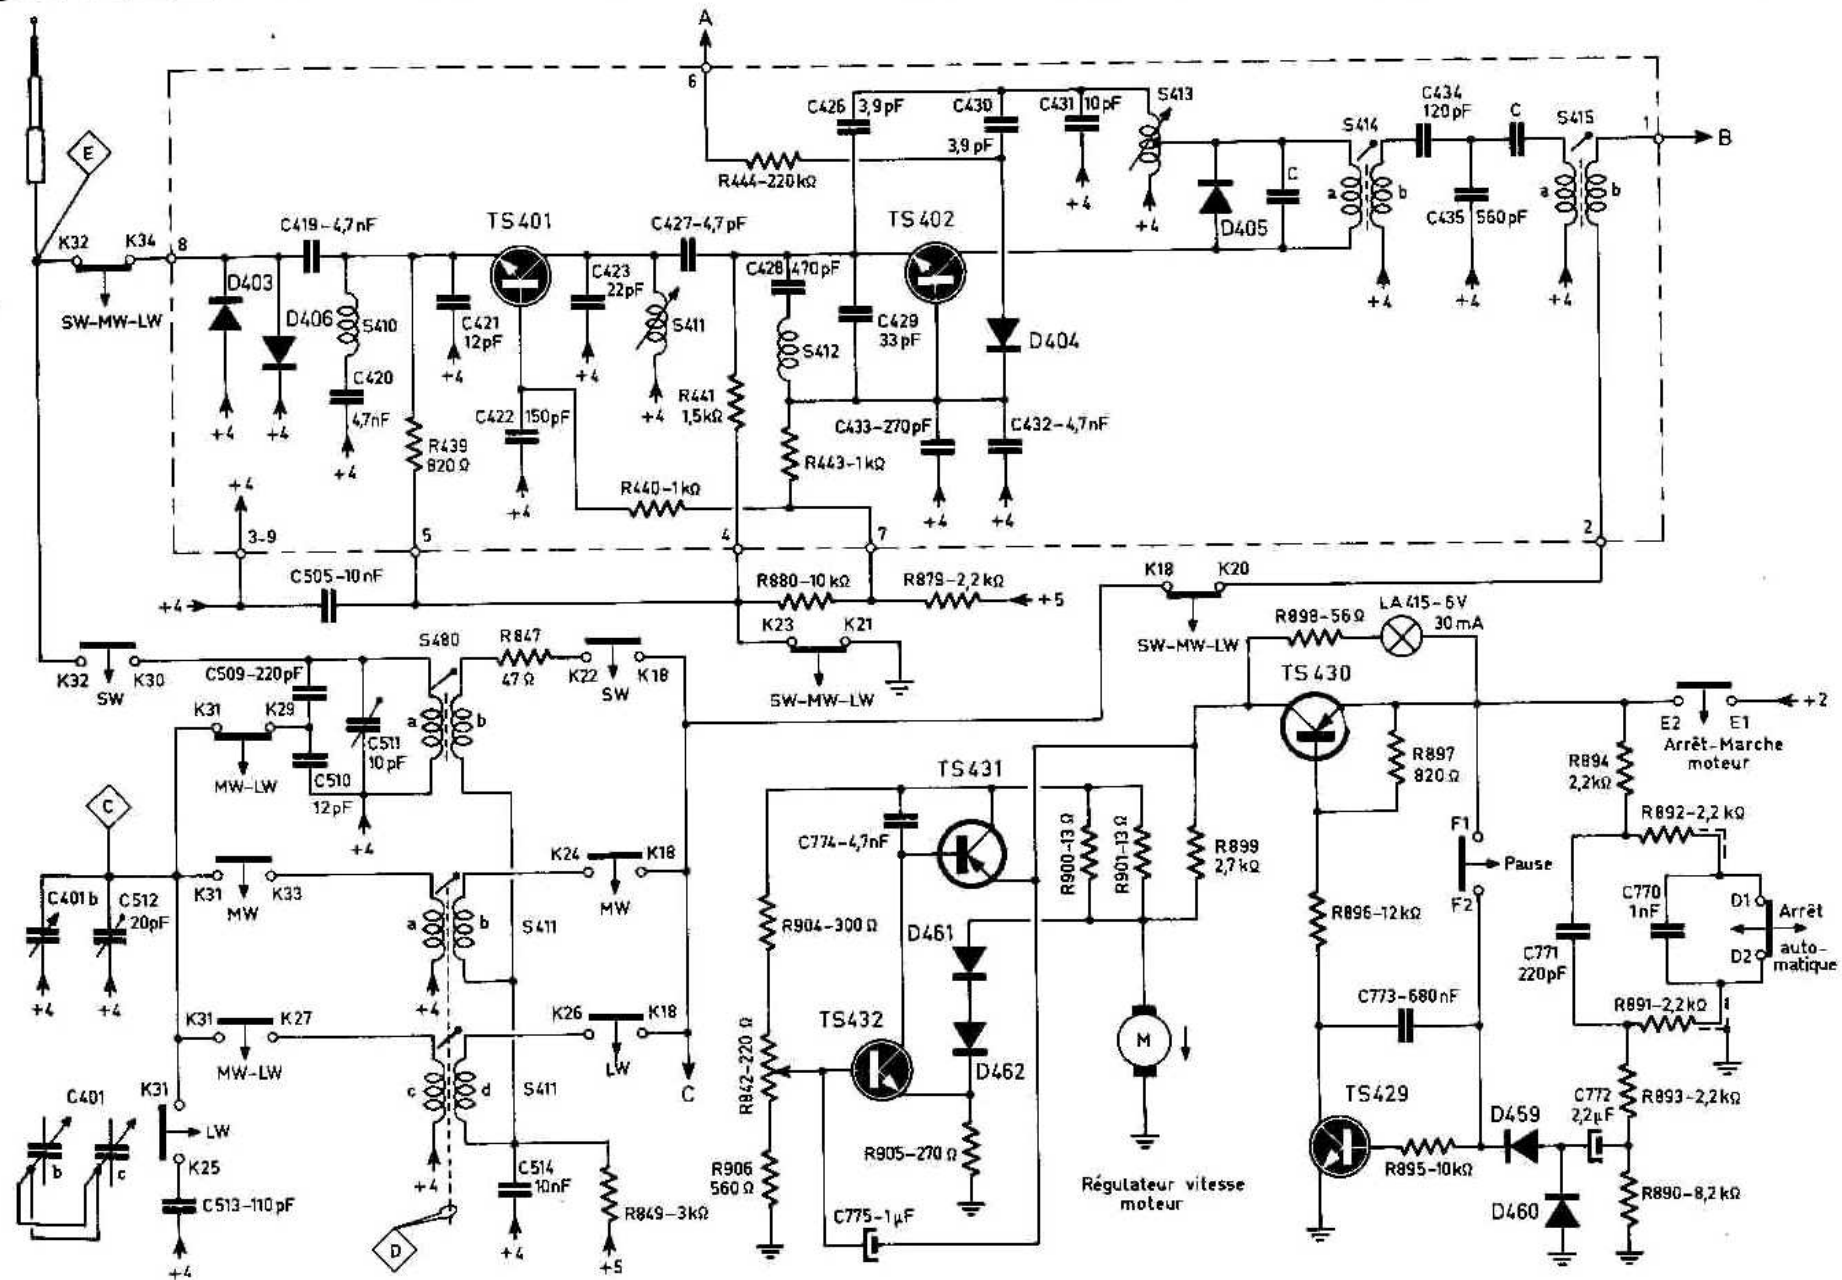 A
6
C426
3,9pF
C430
3,9pF
C431
10pF
S413
C434
120pF
C
S415
S414
1
B
E
R444-220kΩ
+4
+4
a
b
C
D405
C435
560pF
a
b
+4
+4
+4
C419-4,7nF
TS401
C427-4,7pF
TS402
K32
K34
8
SW-MW-LW
D403
D406
S410
C420
4,7nF
C421
12pF
C423
22pF
S411
C428
470pF
S412
C429
33pF
D404
+4
+4
+4
+4
+4
+4
C422
150pF
R441
1,5kΩ
C433-270pF
C432-4,7nF
R439
820Ω
R443-1kΩ
R440-1kΩ
+4
+4
+4
+4
3-9
5
4
7
2
C505-10nF
R880-10kΩ
R879-2,2kΩ
+4
+5
K18
K20
SW-MW-LW
K23
K21
SW-MW-LW
R898-56Ω
LA415-6V
30mA
K32
K30
SW
C509-220pF
S480
R847
47Ω
K22
K18
SW
TS430
K31
K29
MW-LW
C510
12pF
C511
10pF
a
b
+4
E2
E1
+2
Arrêt-Marche
moteur
R897
820Ω
R894
2,2kΩ
C
TS431
C774-4,7nF
R900-13Ω
R901-13Ω
R899
2,7kΩ
F1
Pause
F2
R892-2,2kΩ
K31
K33
MW
K24
K18
MW
C401b
C512
20pF
a
b
S411
+4
+4
+4
R904-300Ω
D461
R896-12kΩ
C770
1nF
D1
D2
Arrêt
auto-
matique
C771
220pF
K31
K27
MW-LW
K26
K18
LW
TS432
D462
M
C773-680nF
R891-2,2kΩ
R842-220Ω
c
d
S411
C
C401
b
c
K31
LW
K25
C513-110pF
+4
+4
TS429
D459
C772
2,2μF
R893-2,2kΩ
R895-10kΩ
D460
R890-8,2kΩ
R906
560Ω
R905-270Ω
Régulateur vitesse
moteur
C514
10nF
R849-3kΩ
C775-1μF
D
+4
+5